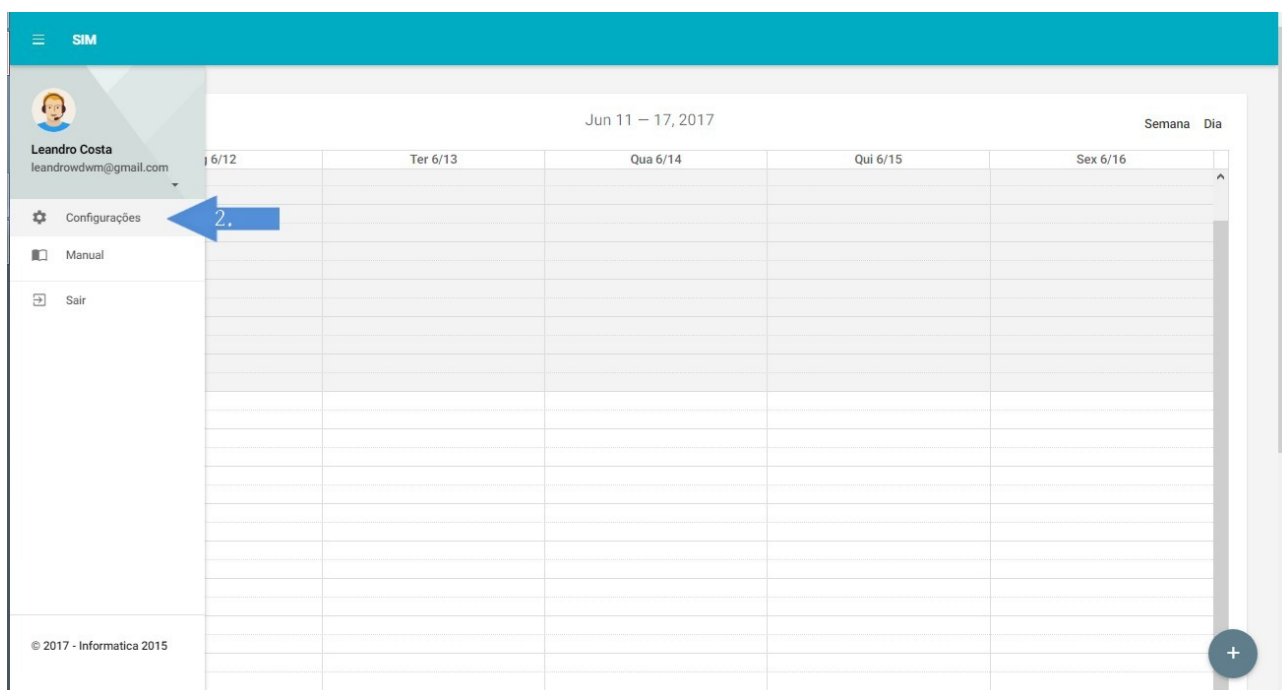 SIM
Leandro Costa
leandrowdwm@gmail.com
Configurações
2.
Manual
Sair
© 2017 - Informatica 2015
Jun 11 — 17, 2017
Semana Dia
6/12 Ter 6/13 Qua 6/14 Qui 6/15 Sex 6/16
+